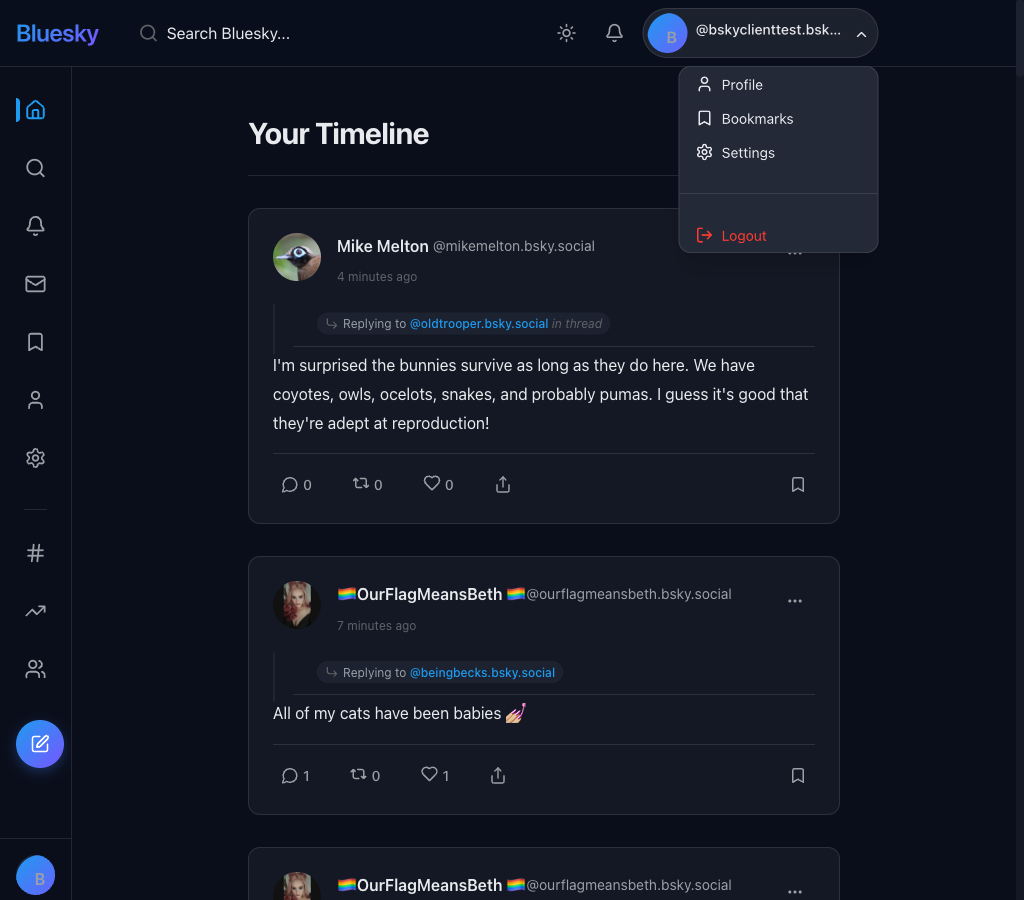 Bluesky
Search Bluesky...
B
@bskyclienttest.bsk...
Profile
Bookmarks
Settings
Logout
Your Timeline
Mike Melton @mikemelton.bsky.social
4 minutes ago
Replying to @oldtrooper.bsky.social in thread
I'm surprised the bunnies survive as long as they do here. We have
coyotes, owls, ocelots, snakes, and probably pumas. I guess it's good that
they're adept at reproduction!
0 0 0
🏳️‍🌈OurFlagMeansBeth 🏳️‍🌈@ourflagmeansbeth.bsky.social
7 minutes ago
Replying to @beingbecks.bsky.social
All of my cats have been babies 💅🏼
1 0 1
🏳️‍🌈OurFlagMeansBeth 🏳️‍🌈@ourflagmeansbeth.bsky.social
B